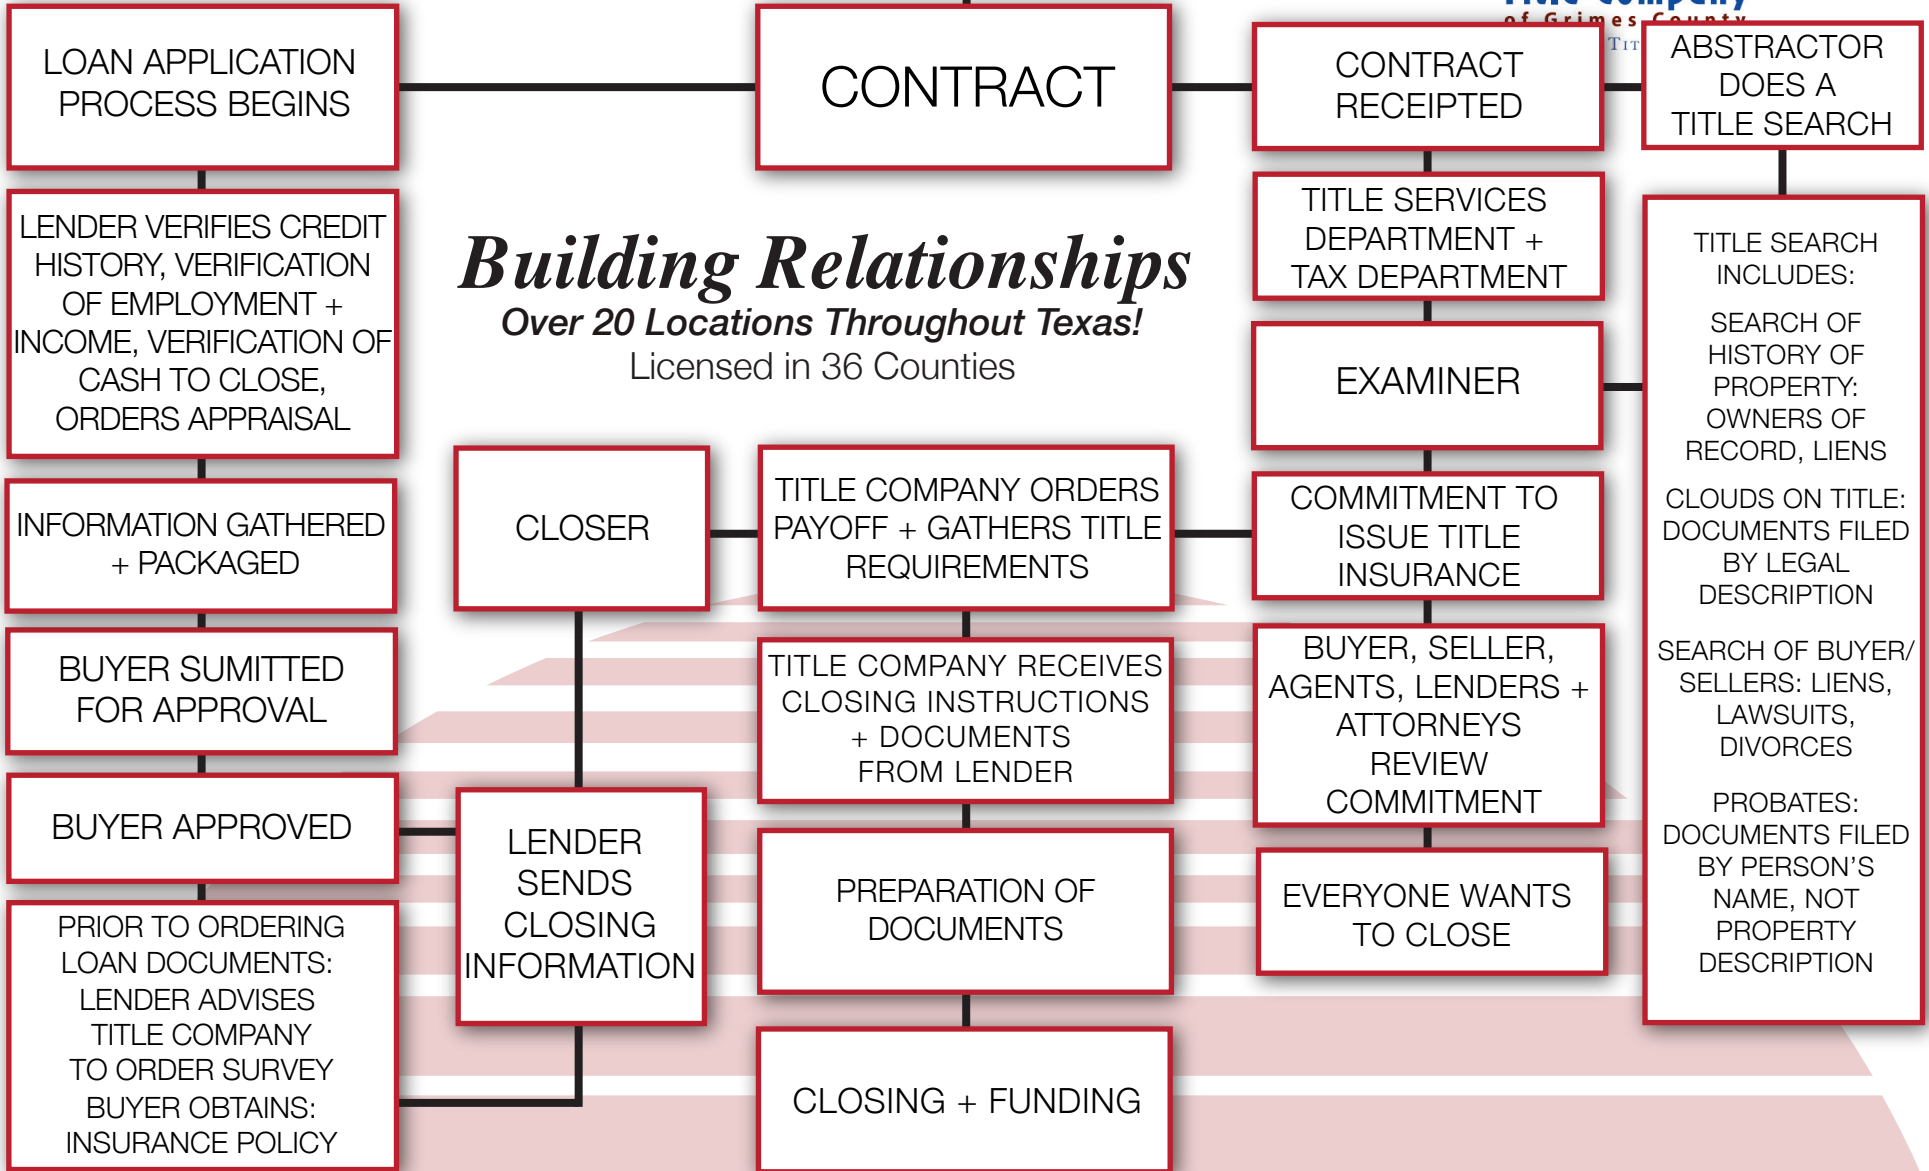 Title Company
of Grimes County
LOAN APPLICATION
PROCESS BEGINS
CONTRACT
CONTRACT
RECEIPTED
ABSTRACTOR
DOES A
TITLE SEARCH
LENDER VERIFIES CREDIT
HISTORY, VERIFICATION
OF EMPLOYMENT +
INCOME, VERIFICATION OF
CASH TO CLOSE,
ORDERS APPRAISAL
Building Relationships
Over 20 Locations Throughout Texas!
Licensed in 36 Counties
TITLE SERVICES
DEPARTMENT +
TAX DEPARTMENT
TITLE SEARCH
INCLUDES:
SEARCH OF
HISTORY OF
PROPERTY:
OWNERS OF
RECORD, LIENS
CLOUDS ON TITLE:
DOCUMENTS FILED
BY LEGAL
DESCRIPTION
SEARCH OF BUYER/
SELLERS: LIENS,
LAWSUITS,
DIVORCES
PROBATES:
DOCUMENTS FILED
BY PERSON'S
NAME, NOT
PROPERTY
DESCRIPTION
EXAMINER
INFORMATION GATHERED
+ PACKAGED
CLOSER
TITLE COMPANY ORDERS
PAYOFF + GATHERS TITLE
REQUIREMENTS
COMMITMENT TO
ISSUE TITLE
INSURANCE
BUYER SUMITTED
FOR APPROVAL
TITLE COMPANY RECEIVES
CLOSING INSTRUCTIONS
+ DOCUMENTS
FROM LENDER
BUYER, SELLER,
AGENTS, LENDERS +
ATTORNEYS
REVIEW
COMMITMENT
BUYER APPROVED
LENDER
SENDS
CLOSING
INFORMATION
PREPARATION OF
DOCUMENTS
EVERYONE WANTS
TO CLOSE
PRIOR TO ORDERING
LOAN DOCUMENTS:
LENDER ADVISES
TITLE COMPANY
TO ORDER SURVEY
BUYER OBTAINS:
INSURANCE POLICY
CLOSING + FUNDING